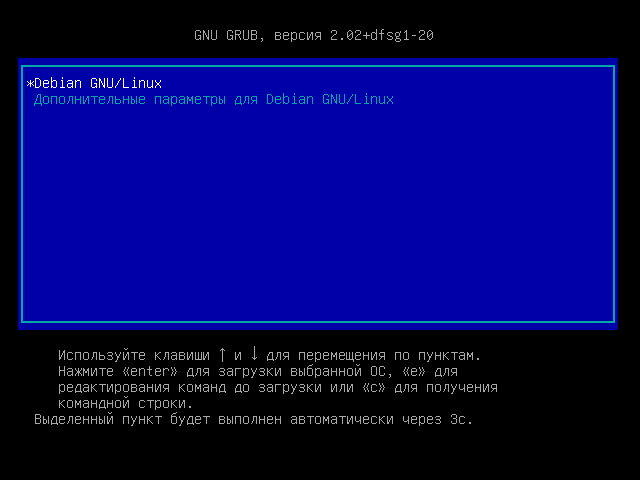 GNU GRUB, версия 2.02+dfsg1-20
*Debian GNU/Linux
Дополнительные параметры для Debian GNU/Linux
Используйте клавиши ↑ и ↓ для перемещения по пунктам.
Нажмите «enter» для загрузки выбранной ОС, «e» для
редактирования команд до загрузки или «c» для получения
командной строки.
Выделенный пункт будет выполнен автоматически через 3с.